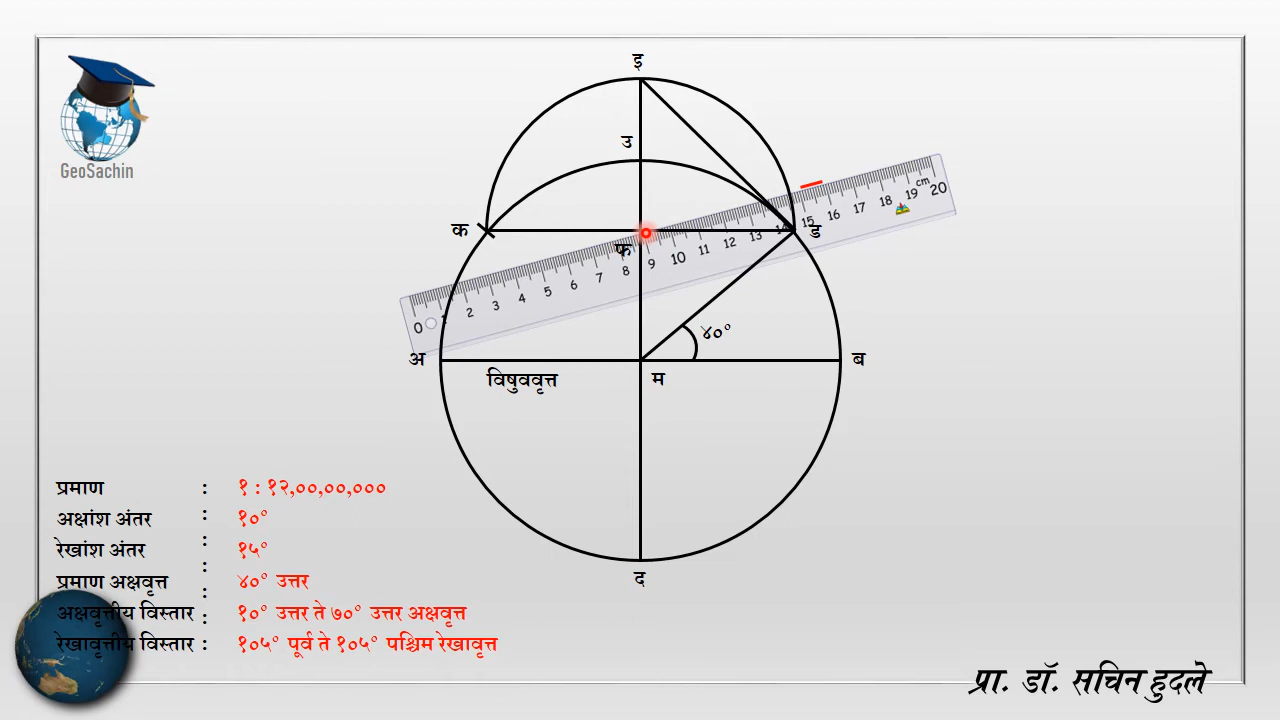 GeoSachin
इ
उ
क
फ
ड
0 1 2 3 4 5 6 7 8 9 10 11 12 13 14 15 16 17 18 19 20
cm
४०°
अ
ब
विषुववृत्त
म
द
प्रमाण : १ : १२,००,००,०००
अक्षांश अंतर : १०°
रेखांश अंतर : १५°
प्रमाण अक्षवृत्त : ४०° उत्तर
अक्षवृत्तीय विस्तार : १०° उत्तर ते ७०° उत्तर अक्षवृत्त
रेखावृत्तीय विस्तार : १०५° पूर्व ते १०५° पश्चिम रेखावृत्त
प्रा. डॉ. सचिन हुदले